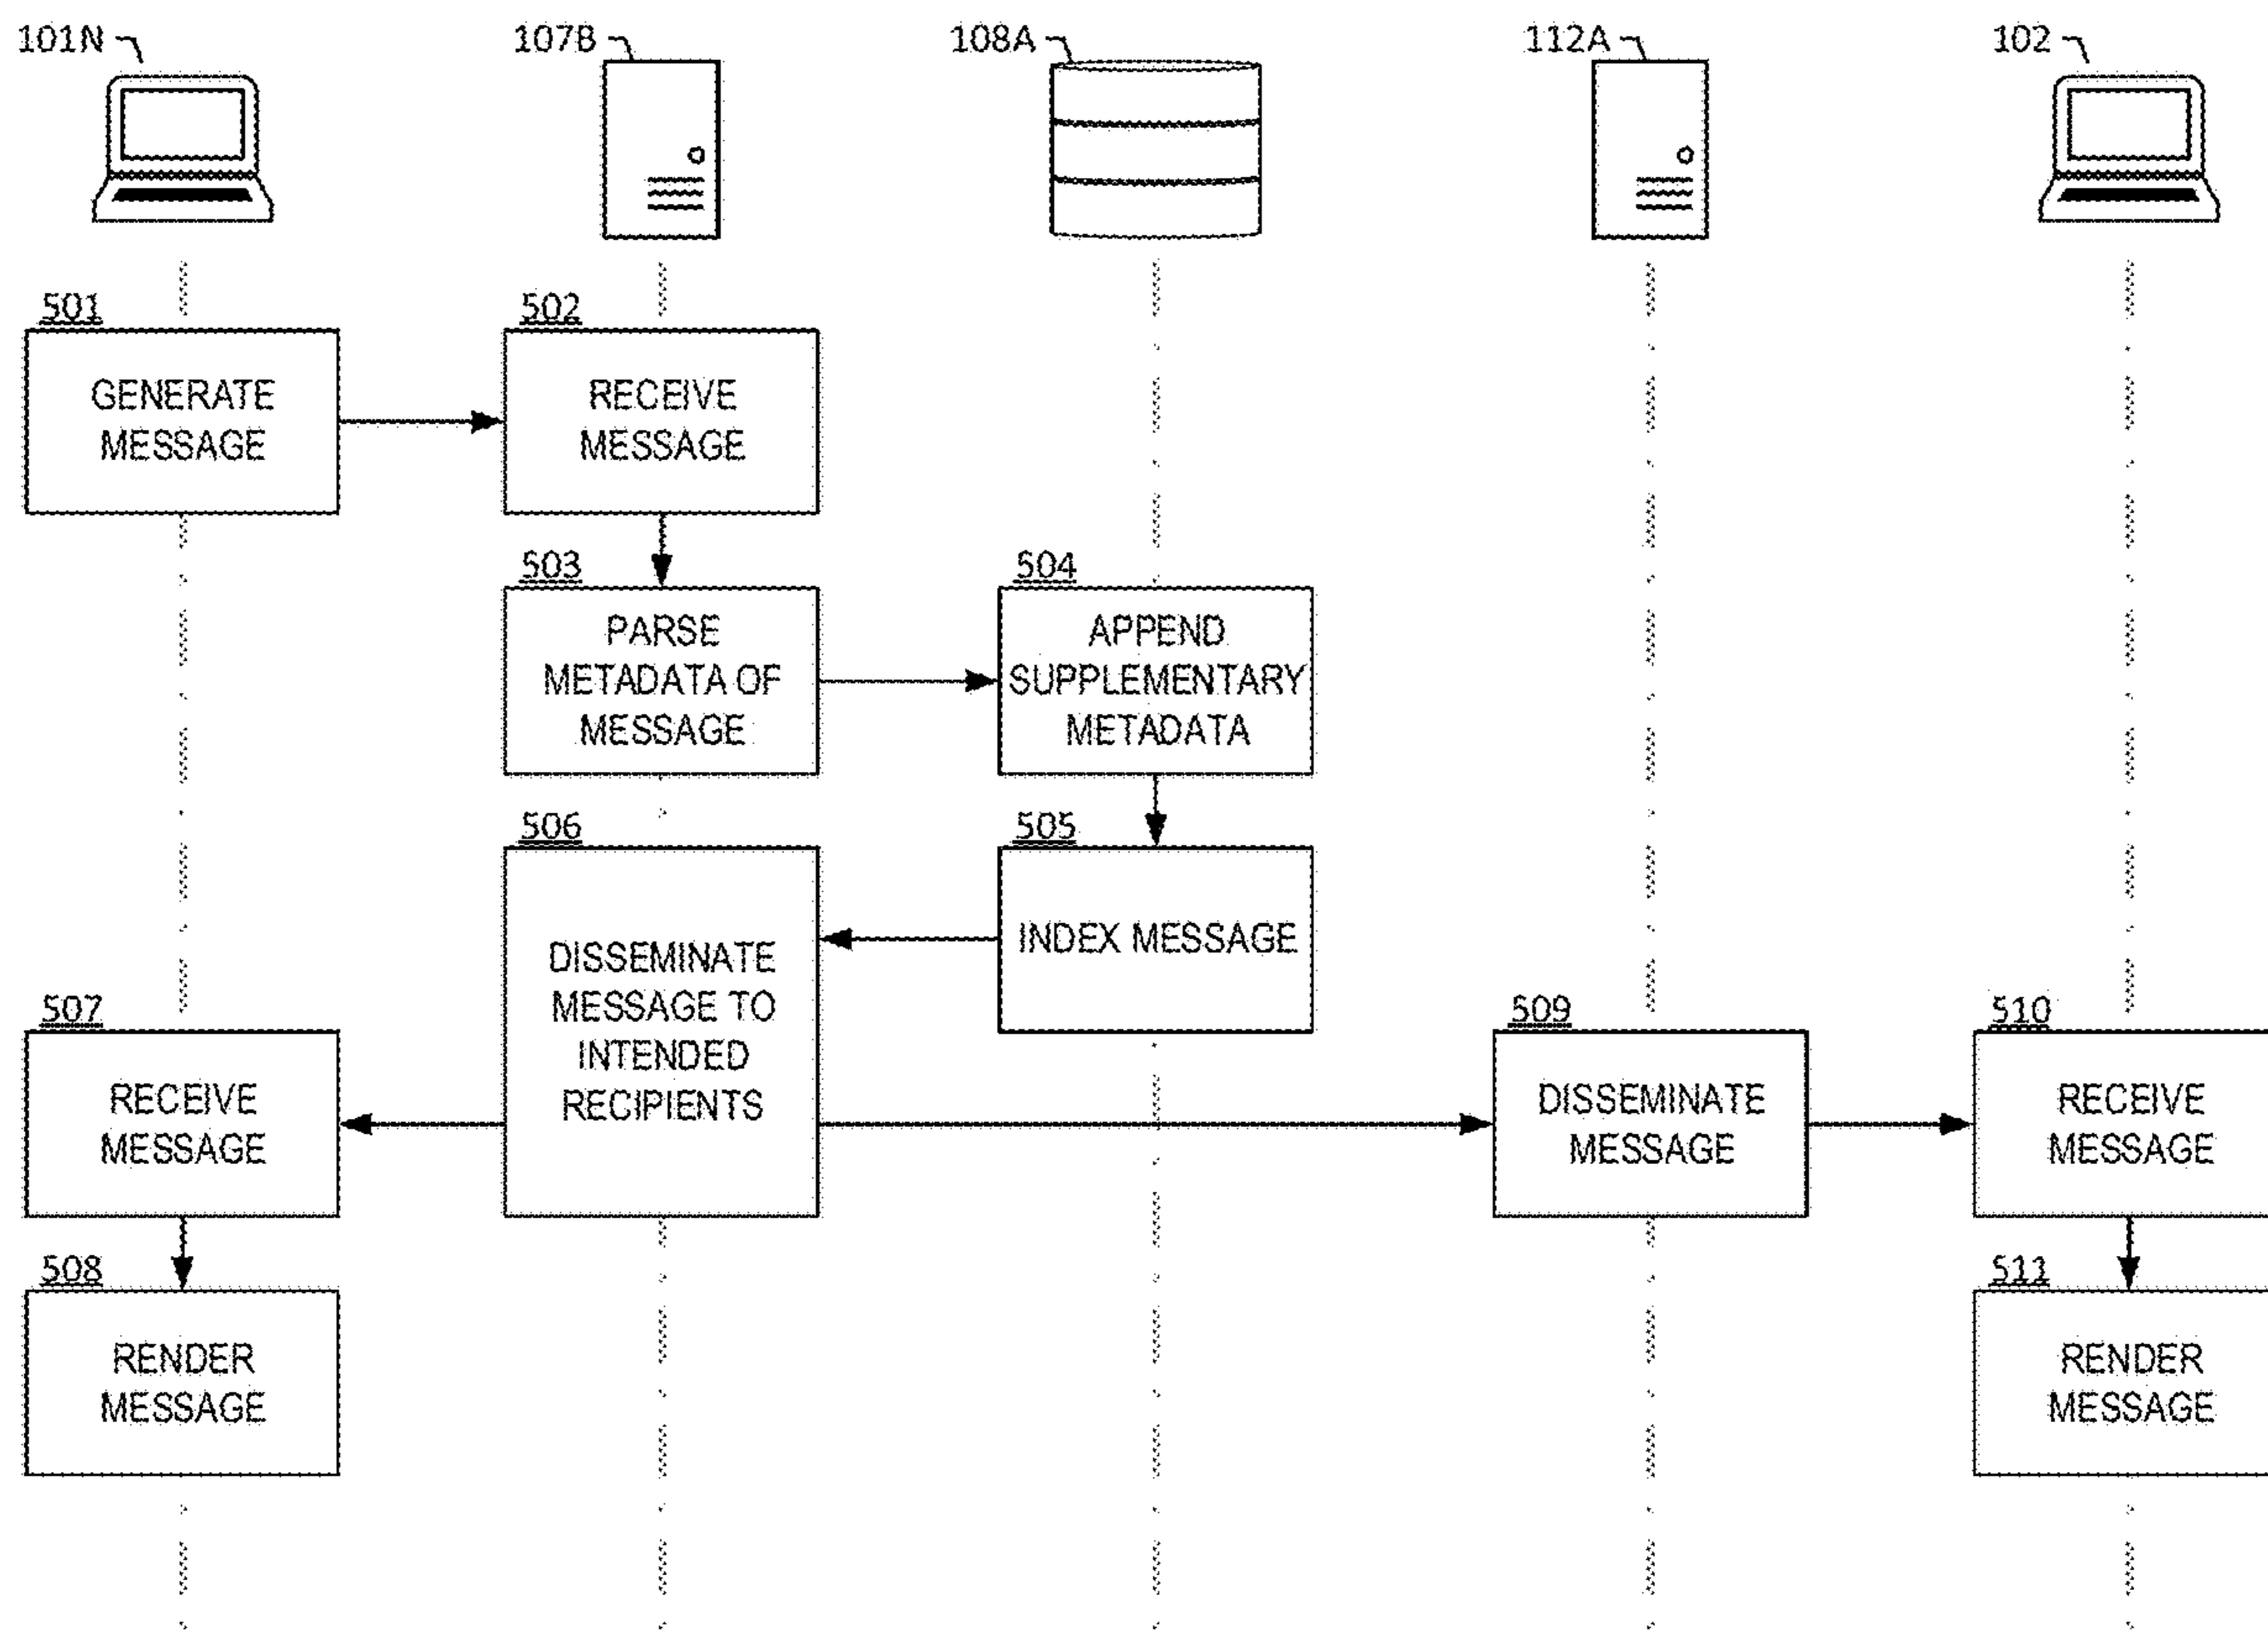 101N
107B
108A
112A
102
501
GENERATE
MESSAGE
502
RECEIVE
MESSAGE
503
PARSE
METADATA OF
MESSAGE
504
APPEND
SUPPLEMENTARY
METADATA
505
INDEX MESSAGE
506
DISSEMINATE
MESSAGE TO
INTENDED
RECIPIENTS
507
RECEIVE
MESSAGE
508
RENDER
MESSAGE
509
DISSEMINATE
MESSAGE
510
RECEIVE
MESSAGE
511
RENDER
MESSAGE